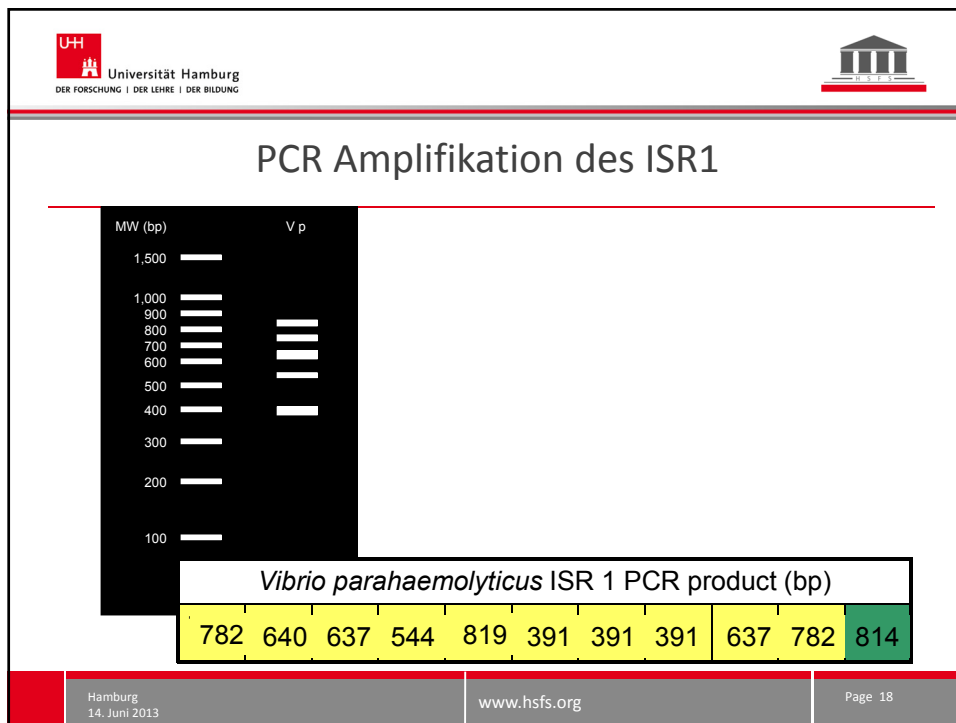 UHH
Universität Hamburg
DER FORSCHUNG | DER LEHRE | DER BILDUNG
H S F S
PCR Amplifikation des ISR1
MW (bp) V p
1,500
1,000
900
800
700
600
500
400
300
200
100
Vibrio parahaemolyticus ISR 1 PCR product (bp)
782 640 637 544 819 391 391 391 637 782 814
Hamburg
14. Juni 2013
www.hsfs.org
Page 18